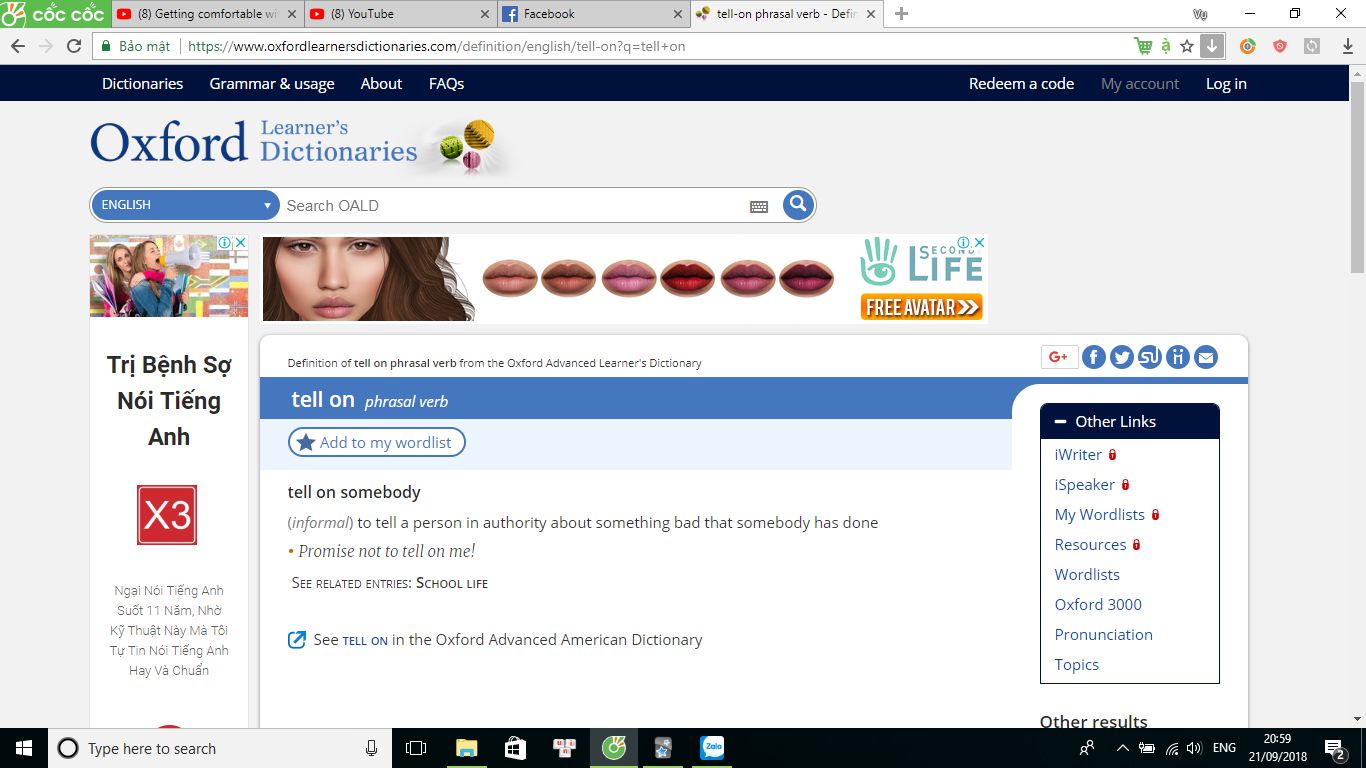 cốc cốc
(8) Getting comfortable wi
(8) YouTube
Facebook
tell-on phrasal verb - Defin
Vụ
Bảo mật
https://www.oxfordlearnersdictionaries.com/definition/english/tell-on?q=tell+on
Dictionaries Grammar & usage About FAQs Redeem a code My account Log in
Oxford Learner's
Dictionaries
ENGLISH Search OALD
SECOND
LIFE
FREE AVATAR
Trị Bệnh Sợ
Nói Tiếng
Anh
X3
Ngại Nói Tiếng Anh
Suốt 11 Năm, Nhờ
Kỹ Thuật Này Mà Tôi
Tự Tin Nói Tiếng Anh
Hay Và Chuẩn
Definition of tell on phrasal verb from the Oxford Advanced Learner's Dictionary
G+
tell on phrasal verb
Add to my wordlist
tell on somebody
(informal) to tell a person in authority about something bad that somebody has done
• Promise not to tell on me!
SEE RELATED ENTRIES: SCHOOL LIFE
See TELL ON in the Oxford Advanced American Dictionary
Other Links
iWriter
iSpeaker
My Wordlists
Resources
Wordlists
Oxford 3000
Pronunciation
Topics
Other results
Type here to search
Zalo
ENG
20:59
21/09/2018
2